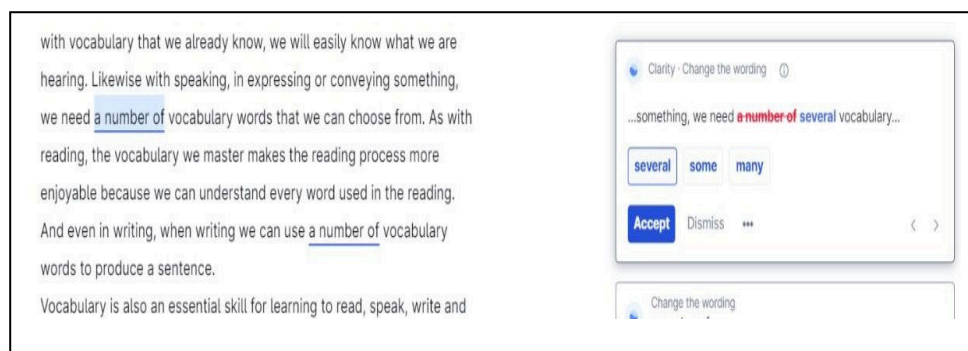 with vocabulary that we already know, we will easily know what we are
hearing. Likewise with speaking, in expressing or conveying something,
we need a number of vocabulary words that we can choose from. As with
reading, the vocabulary we master makes the reading process more
enjoyable because we can understand every word used in the reading.
And even in writing, when writing we can use a number of vocabulary
words to produce a sentence.
Vocabulary is also an essential skill for learning to read, speak, write and
Clarity · Change the wording
...something, we need a number of several vocabulary...
several some many
Accept Dismiss
Change the wording